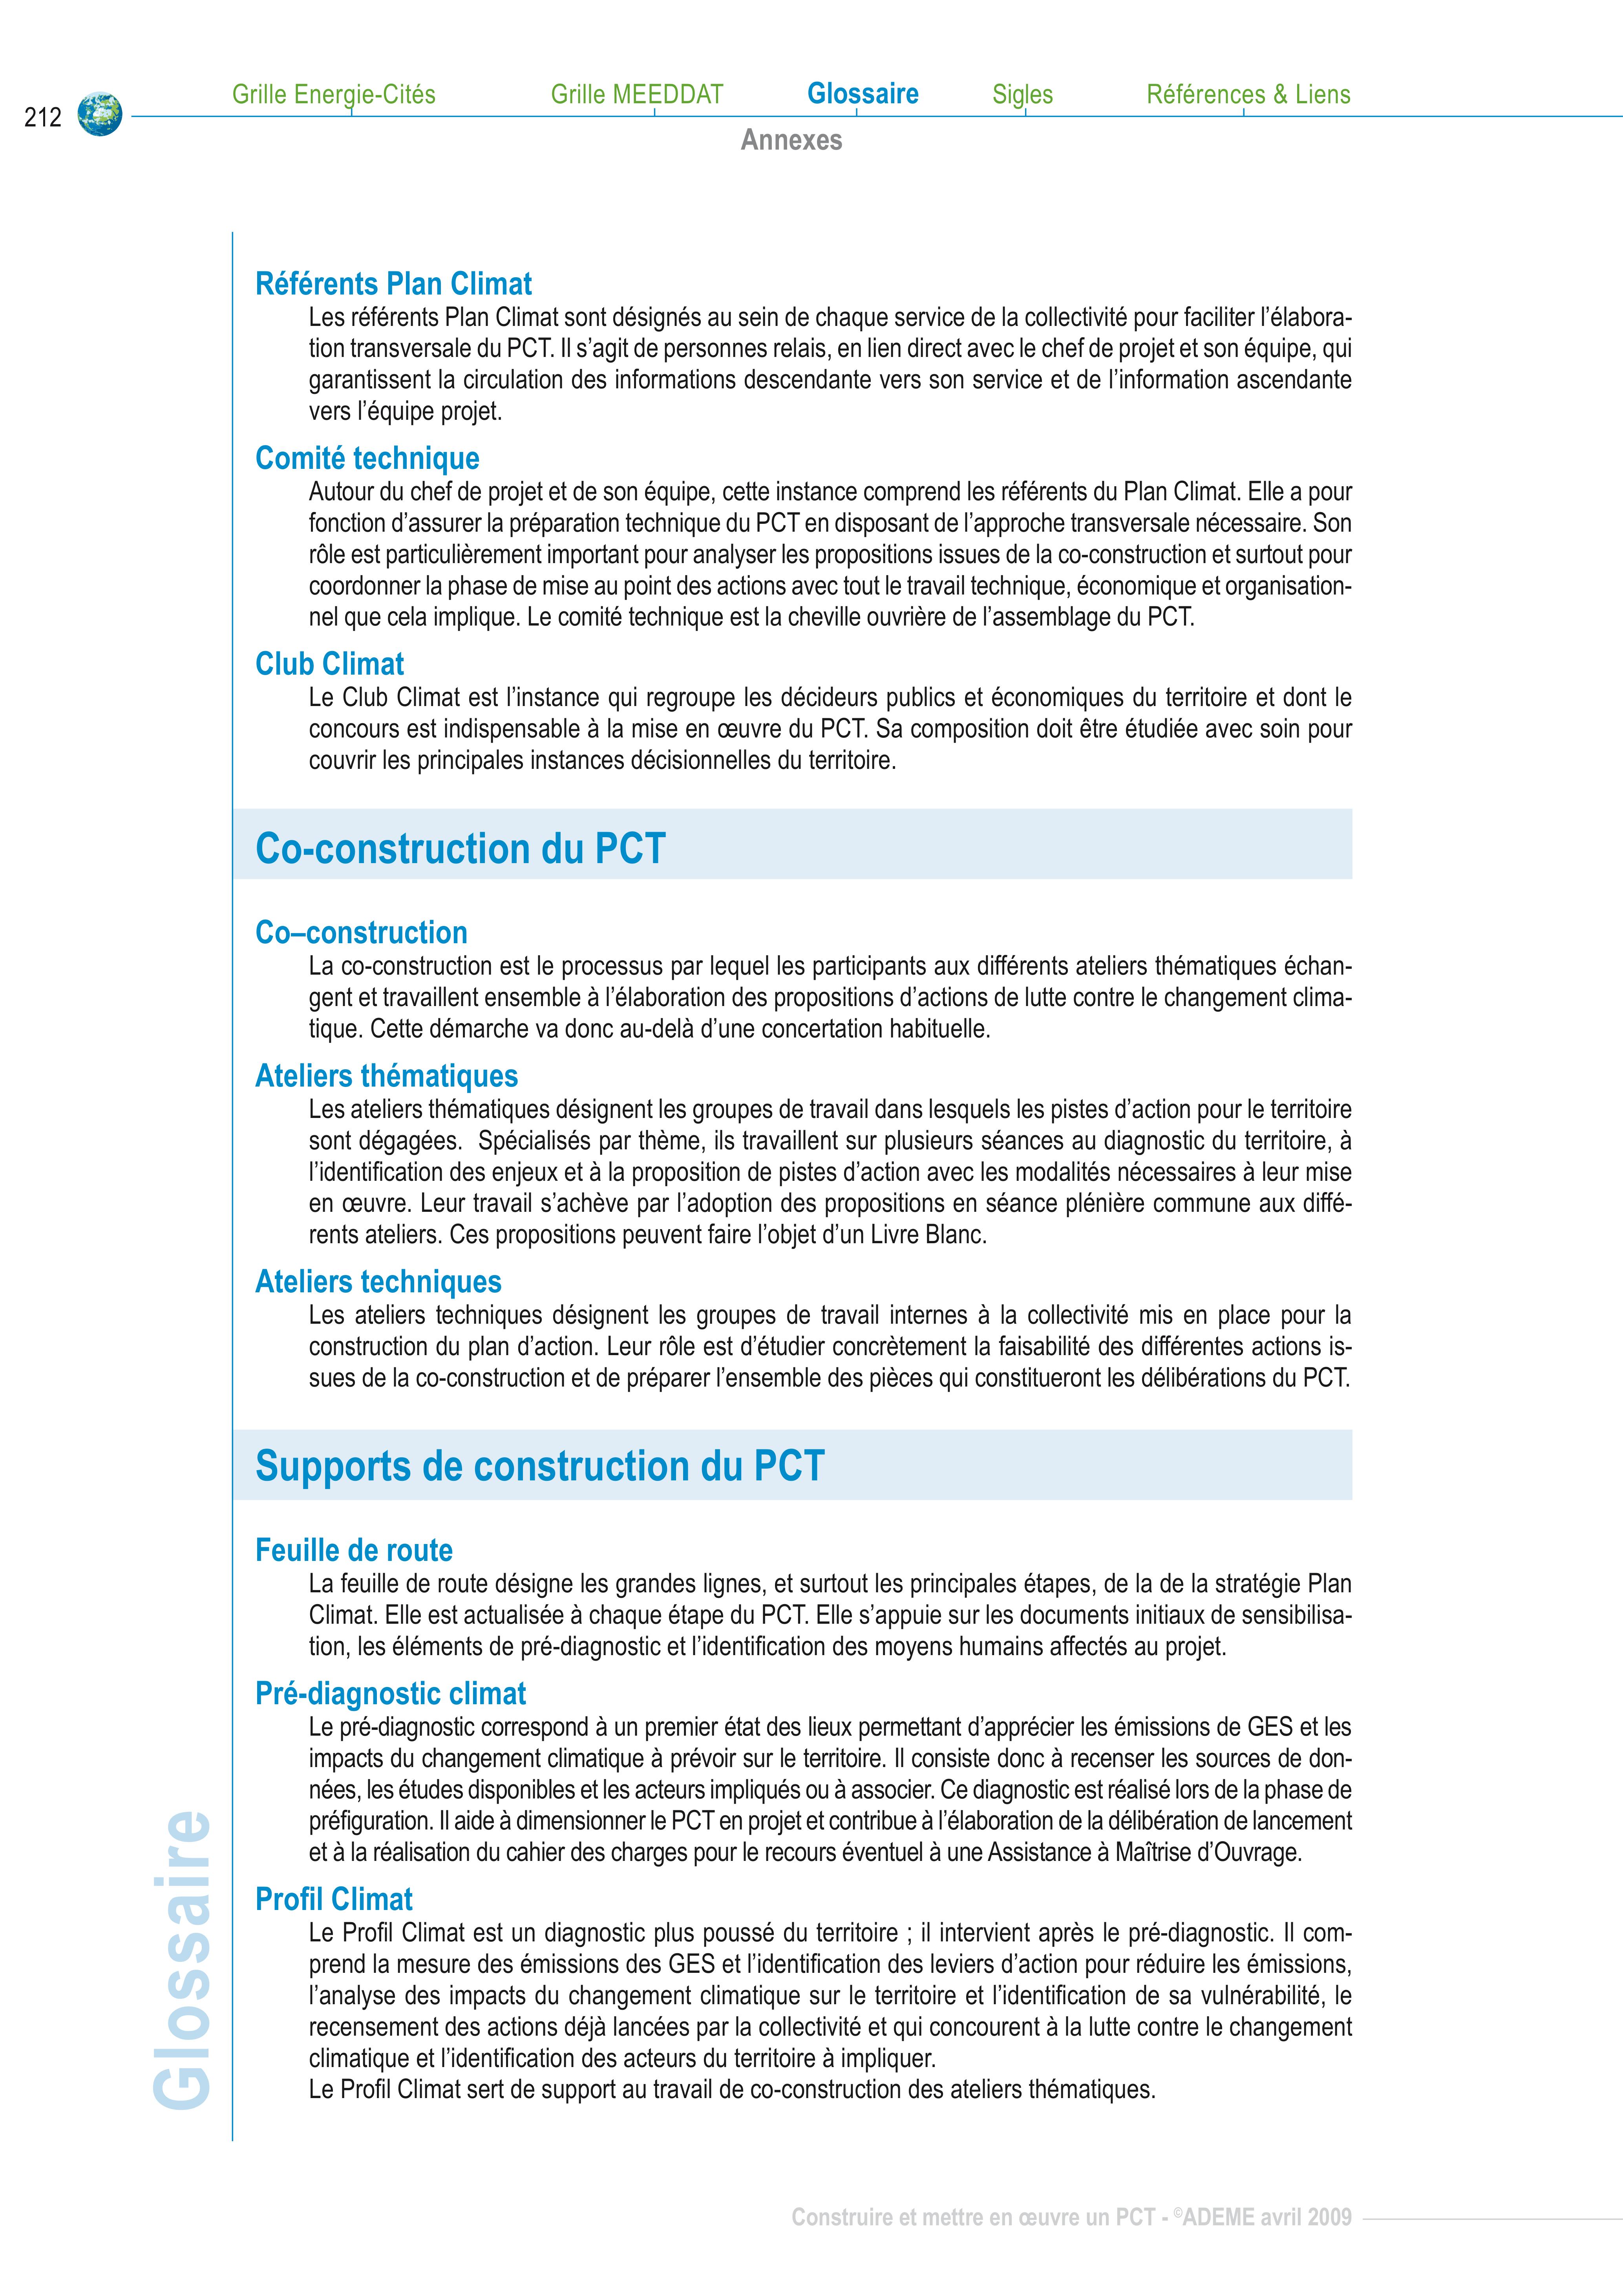 Grille Energie-Cités Grille MEEDDAT Glossaire Sigles Références & Liens
212
Annexes
Référents Plan Climat
Les référents Plan Climat sont désignés au sein de chaque service de la collectivité pour faciliter l’élabora-
tion transversale du PCT. Il s’agit de personnes relais, en lien direct avec le chef de projet et son équipe, qui
garantissent la circulation des informations descendante vers son service et de l’information ascendante
vers l’équipe projet.
Comité technique
Autour du chef de projet et de son équipe, cette instance comprend les référents du Plan Climat. Elle a pour
fonction d’assurer la préparation technique du PCT en disposant de l’approche transversale nécessaire. Son
rôle est particulièrement important pour analyser les propositions issues de la co-construction et surtout pour
coordonner la phase de mise au point des actions avec tout le travail technique, économique et organisation-
nel que cela implique. Le comité technique est la cheville ouvrière de l’assemblage du PCT.
Club Climat
Le Club Climat est l’instance qui regroupe les décideurs publics et économiques du territoire et dont le
concours est indispensable à la mise en œuvre du PCT. Sa composition doit être étudiée avec soin pour
couvrir les principales instances décisionnelles du territoire.
Co-construction du PCT
Co–construction
La co-construction est le processus par lequel les participants aux différents ateliers thématiques échan-
gent et travaillent ensemble à l’élaboration des propositions d’actions de lutte contre le changement clima-
tique. Cette démarche va donc au-delà d’une concertation habituelle.
Ateliers thématiques
Les ateliers thématiques désignent les groupes de travail dans lesquels les pistes d’action pour le territoire
sont dégagées.  Spécialisés par thème, ils travaillent sur plusieurs séances au diagnostic du territoire, à
l’identification des enjeux et à la proposition de pistes d’action avec les modalités nécessaires à leur mise
en œuvre. Leur travail s’achève par l’adoption des propositions en séance plénière commune aux diffé-
rents ateliers. Ces propositions peuvent faire l’objet d’un Livre Blanc.
Ateliers techniques
Les ateliers techniques désignent les groupes de travail internes à la collectivité mis en place pour la
construction du plan d’action. Leur rôle est d’étudier concrètement la faisabilité des différentes actions is-
sues de la co-construction et de préparer l’ensemble des pièces qui constitueront les délibérations du PCT.
Supports de construction du PCT
Feuille de route
La feuille de route désigne les grandes lignes, et surtout les principales étapes, de la de la stratégie Plan
Climat. Elle est actualisée à chaque étape du PCT. Elle s’appuie sur les documents initiaux de sensibilisa-
tion, les éléments de pré-diagnostic et l’identification des moyens humains affectés au projet.
Pré-diagnostic climat
Le pré-diagnostic correspond à un premier état des lieux permettant d’apprécier les émissions de GES et les
impacts du changement climatique à prévoir sur le territoire. Il consiste donc à recenser les sources de don-
nées, les études disponibles et les acteurs impliqués ou à associer. Ce diagnostic est réalisé lors de la phase de
préfiguration. Il aide à dimensionner le PCT en projet et contribue à l’élaboration de la délibération de lancement
et à la réalisation du cahier des charges pour le recours éventuel à une Assistance à Maîtrise d’Ouvrage.
Profil Climat
Le Profil Climat est un diagnostic plus poussé du territoire ; il intervient après le pré-diagnostic. Il com-
prend la mesure des émissions des GES et l’identification des leviers d’action pour réduire les émissions,
l’analyse des impacts du changement climatique sur le territoire et l’identification de sa vulnérabilité, le
recensement des actions déjà lancées par la collectivité et qui concourent à la lutte contre le changement
climatique et l’identification des acteurs du territoire à impliquer.
Le Profil Climat sert de support au travail de co-construction des ateliers thématiques.
Glossaire
Construire et mettre en œuvre un PCT - ©ADEME avril 2009